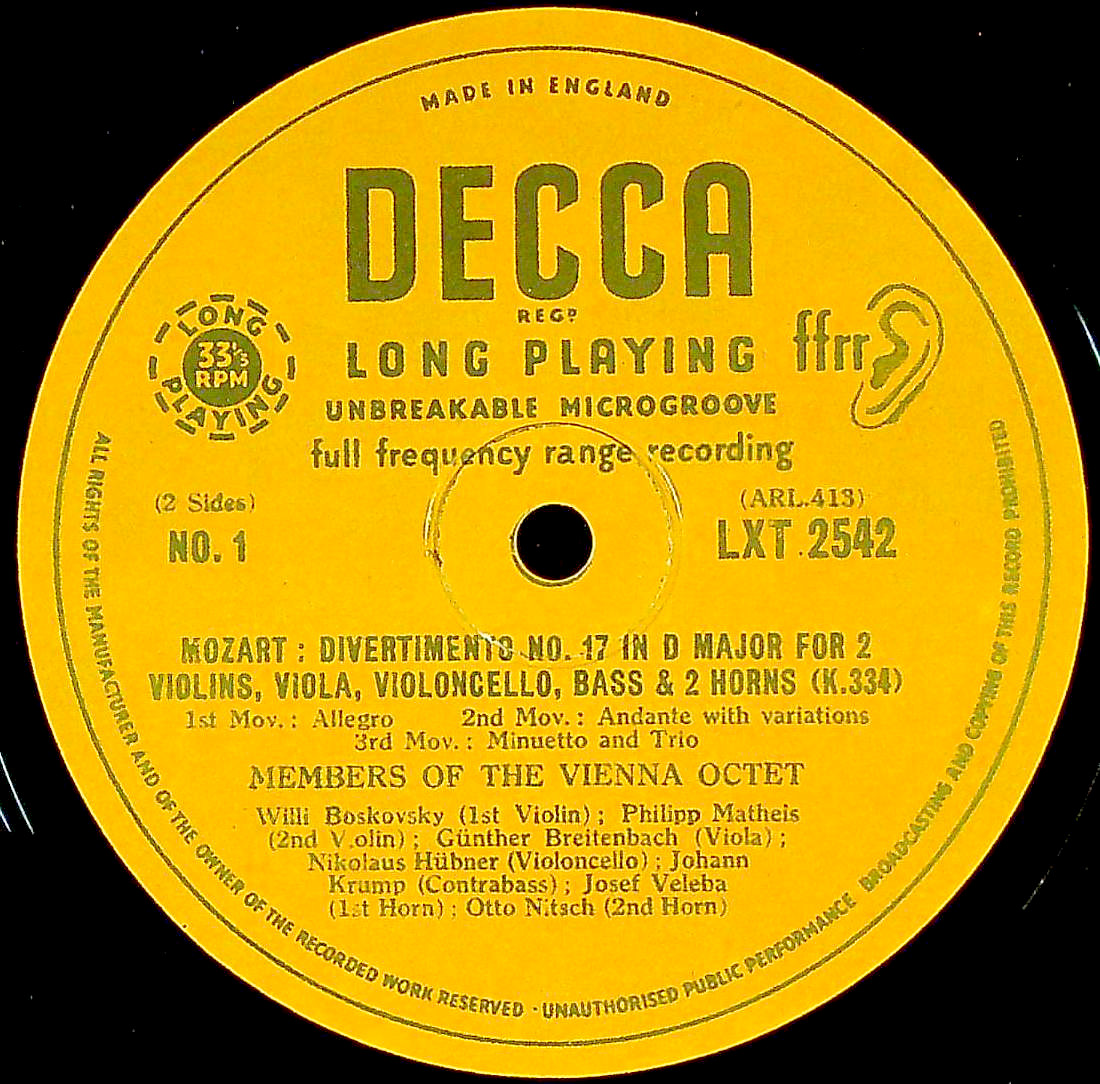 MADE IN ENGLAND
DECCA
REGD
LONG PLAYING
33⅓ RPM
LONG PLAYING
ffrr
UNBREAKABLE MICROGROOVE
full frequency range recording
(2 Sides)
(ARL.413)
NO. 1
LXT 2542
MOZART : DIVERTIMENTO NO. 17 IN D MAJOR FOR 2
VIOLINS, VIOLA, VIOLONCELLO, BASS & 2 HORNS (K.334)
1st Mov. : Allegro 2nd Mov. : Andante with variations
3rd Mov. : Minuetto and Trio
MEMBERS OF THE VIENNA OCTET
Willi Boskovsky (1st Violin) ; Philipp Matheis
(2nd Violin) ; Günther Breitenbach (Viola) ;
Nikolaus Hübner (Violoncello) ; Johann
Krump (Contrabass) ; Josef Veleba
(1st Horn) ; Otto Nitsch (2nd Horn)
ALL RIGHTS OF THE MANUFACTURER AND OF THE OWNER OF THE RECORDED WORK RESERVED · UNAUTHORISED PUBLIC PERFORMANCE BROADCASTING AND COPYING OF THIS RECORD PROHIBITED